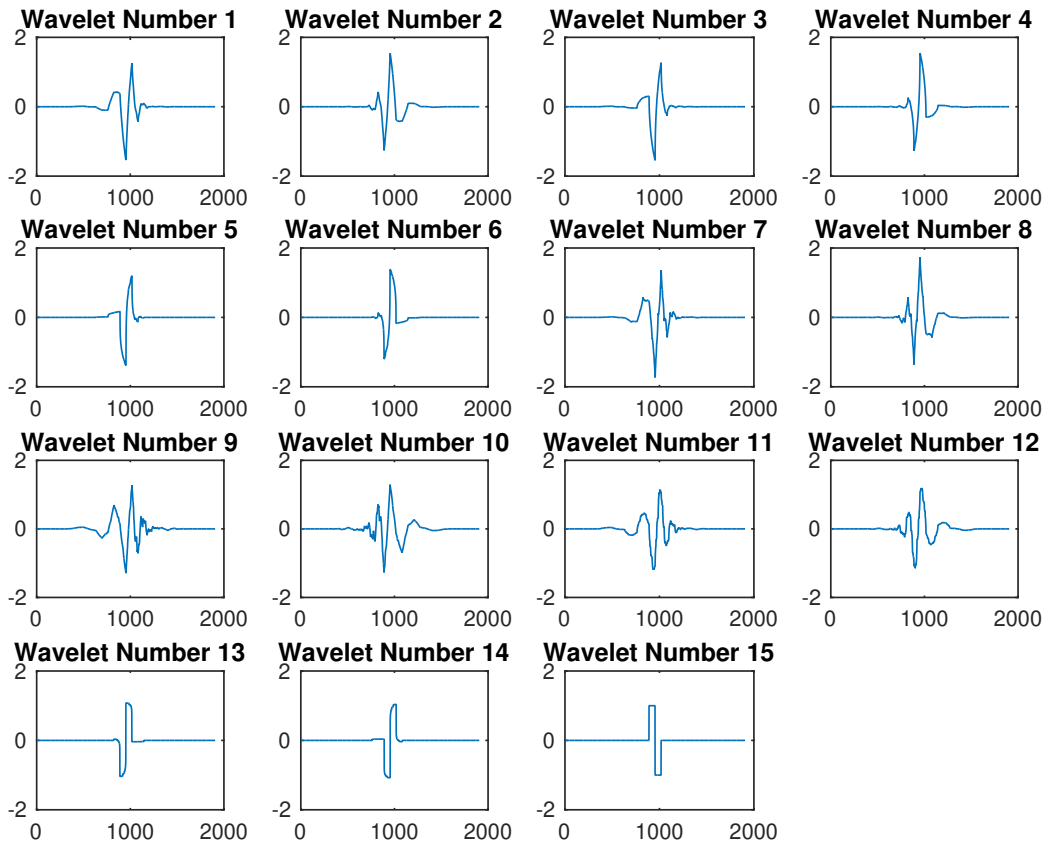 Wavelet Number 1 Wavelet Number 2 Wavelet Number 3 Wavelet Number 4
2 2 2 2
0 0 0 0
-2 -2 -2 -2
0 1000 2000 0 1000 2000 0 1000 2000 0 1000 2000
Wavelet Number 5 Wavelet Number 6 Wavelet Number 7 Wavelet Number 8
2 2 2 2
0 0 0 0
-2 -2 -2 -2
0 1000 2000 0 1000 2000 0 1000 2000 0 1000 2000
Wavelet Number 9 Wavelet Number 10 Wavelet Number 11 Wavelet Number 12
2 2 2 2
0 0 0 0
-2 -2 -2 -2
0 1000 2000 0 1000 2000 0 1000 2000 0 1000 2000
Wavelet Number 13 Wavelet Number 14 Wavelet Number 15
2 2 2
0 0 0
-2 -2 -2
0 1000 2000 0 1000 2000 0 1000 2000